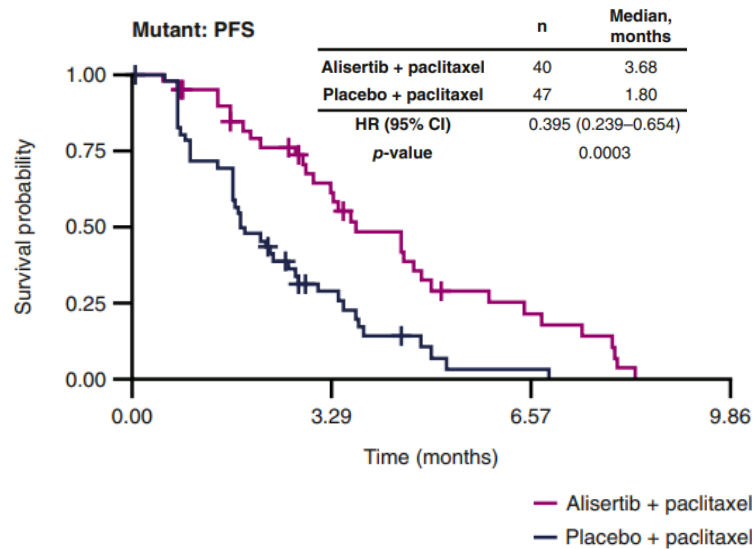 Mutant: PFS
n
Median, months
Alisertib + paclitaxel 40 3.68
Placebo + paclitaxel 47 1.80
HR (95% CI) 0.395 (0.239–0.654)
p-value 0.0003
Survival probability
1.00
0.75
0.50
0.25
0.00
0.00 3.29 6.57 9.86
Time (months)
Alisertib + paclitaxel
Placebo + paclitaxel